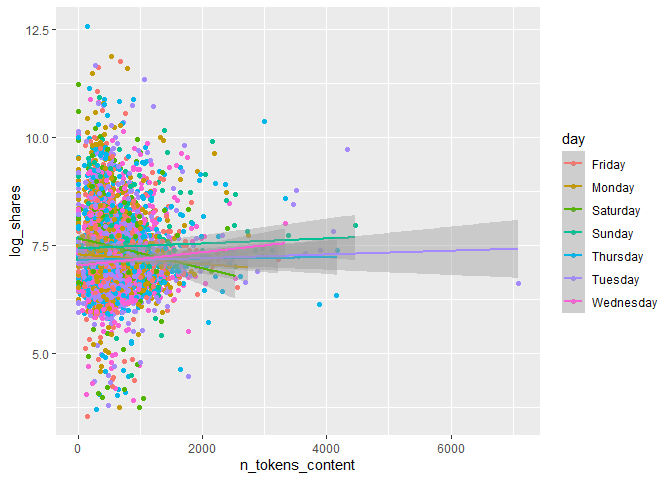 12.5
10.0
7.5
5.0
log_shares
0
2000
4000
6000
n_tokens_content
day
Friday
Monday
Saturday
Sunday
Thursday
Tuesday
Wednesday